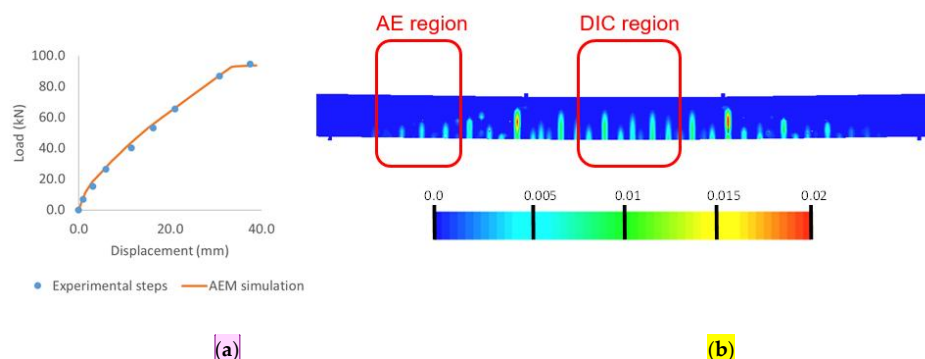 AE region
DIC region
100.0
80.0
60.0
40.0
20.0
0.0
Load (kN)
0.0 20.0 40.0
Displacement (mm)
Experimental steps AEM simulation
0.0 0.005 0.01 0.015 0.02
(a)
(b)